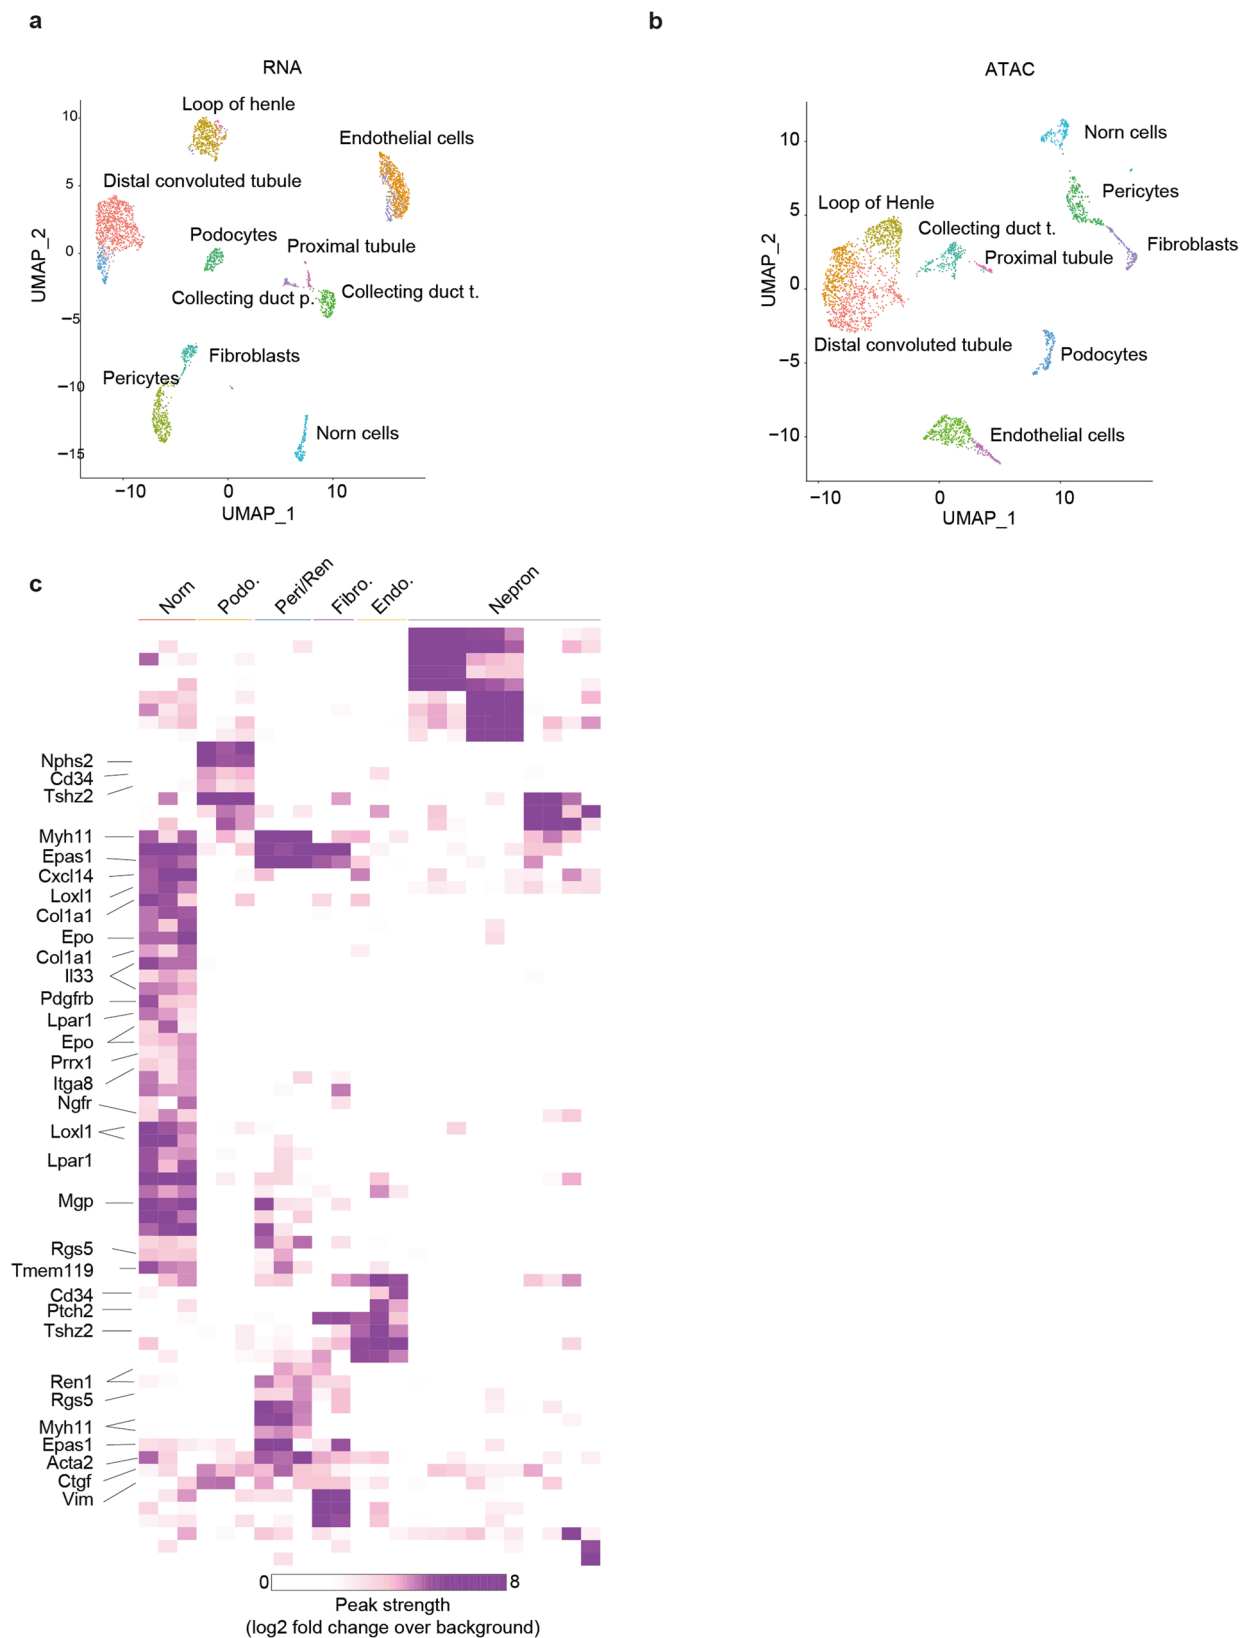 a
RNA
Loop of henle
Endothelial cells
Distal convoluted tubule
Podocytes
Proximal tubule
Collecting duct p.
Collecting duct t.
Fibroblasts
Pericytes
Norn cells
10
5
0
−5
−10
−15
UMAP_2
−10 0 10
UMAP_1
b
ATAC
Norn cells
Pericytes
Loop of Henle
Collecting duct t.
Fibroblasts
Proximal tubule
Distal convoluted tubule
Podocytes
Endothelial cells
10
5
0
−5
−10
UMAP_2
−10 0 10
UMAP_1
c
Norn Podo. Peri/Ren Fibro. Endo. Nepron
Nphs2
Cd34
Tshz2
Myh11
Epas1
Cxcl14
Loxl1
Col1a1
Epo
Col1a1
Il33
Pdgfrb
Lpar1
Epo
Prrx1
Itga8
Ngfr
Loxl1
Lpar1
Mgp
Rgs5
Tmem119
Cd34
Ptch2
Tshz2
Ren1
Rgs5
Myh11
Epas1
Acta2
Ctgf
Vim
0 8
Peak strength
(log2 fold change over background)